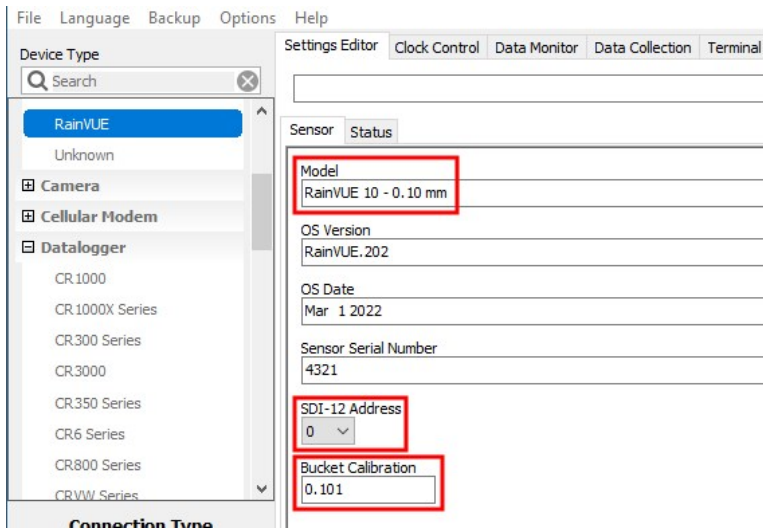 File Language Backup Options Help
Device Type
Search
RainVUE
Unknown
Camera
Cellular Modem
Datalogger
CR1000
CR1000X Series
CR300 Series
CR3000
CR350 Series
CR6 Series
CR800 Series
CRVW Series
Connection Type
Settings Editor Clock Control Data Monitor Data Collection Terminal
Sensor Status
Model
RainVUE 10 - 0.10 mm
OS Version
RainVUE.202
OS Date
Mar 1 2022
Sensor Serial Number
4321
SDI-12 Address
0
Bucket Calibration
0.101